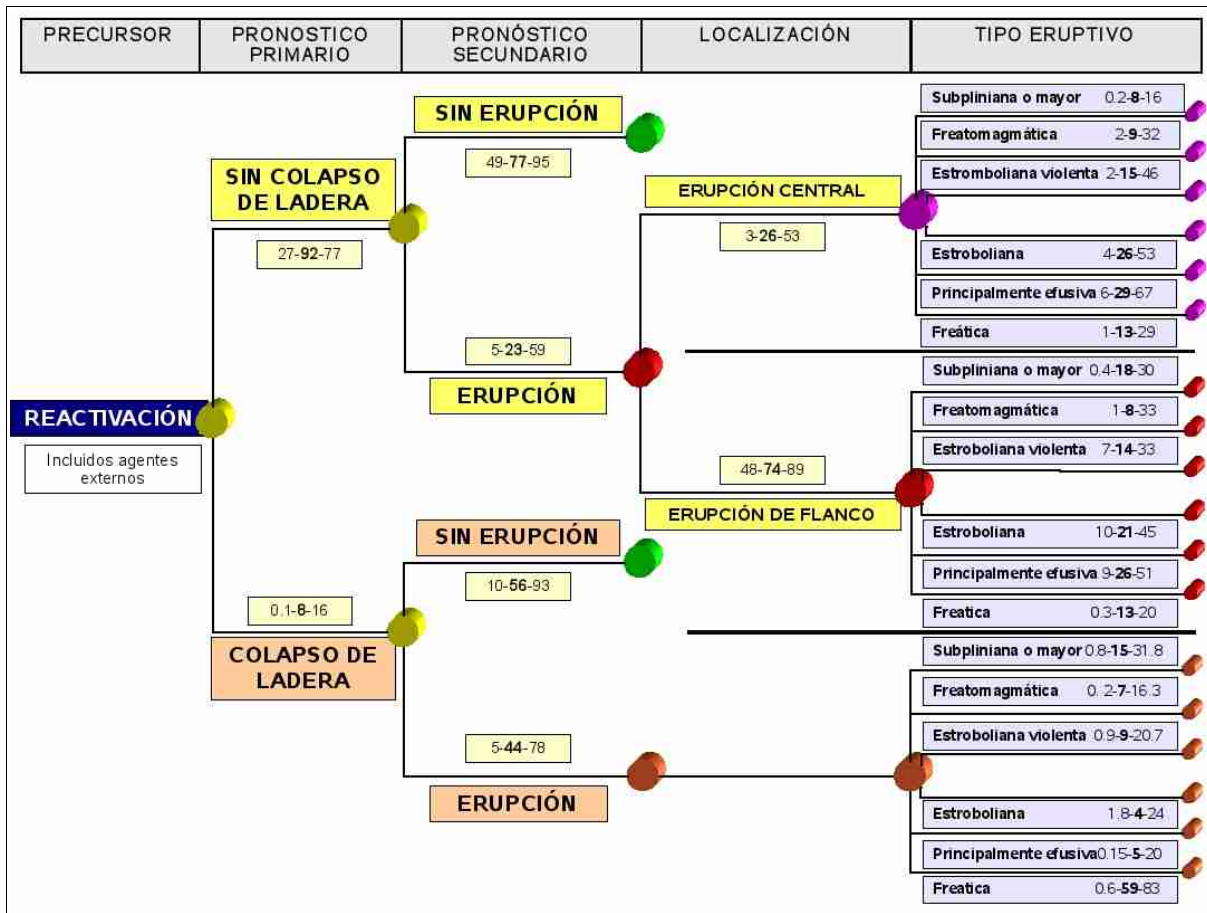 PRECURSOR
PRONOSTICO
PRIMARIO
PRONÓSTICO
SECUNDARIO
LOCALIZACIÓN
TIPO ERUPTIVO
REACTIVACIÓN
Incluidos agentes
externos
SIN COLAPSO
DE LADERA
27-92-77
0.1-8-16
COLAPSO DE
LADERA
SIN ERUPCIÓN
49-77-95
5-23-59
ERUPCIÓN
SIN ERUPCIÓN
10-56-93
5-44-78
ERUPCIÓN
ERUPCIÓN CENTRAL
3-26-53
48-74-89
ERUPCIÓN DE FLANCO
Subpliniana o mayor 0.2-8-16
Freatomagmática 2-9-32
Estromboliana violenta 2-15-46
Estroboliana 4-26-53
Principalmente efusiva 6-29-67
Freática 1-13-29
Subpliniana o mayor 0.4-18-30
Freatomagmática 1-8-33
Estroboliana violenta 7-14-33
Estroboliana 10-21-45
Principalmente efusiva 9-26-51
Freatica 0.3-13-20
Subpliniana o mayor 0.8-15-31.8
Freatomagmática 0. 2-7-16.3
Estroboliana violenta 0.9-9-20.7
Estroboliana 1.8-4-24
Principalmente efusiva 0.15-5-20
Freatica 0.6-59-83